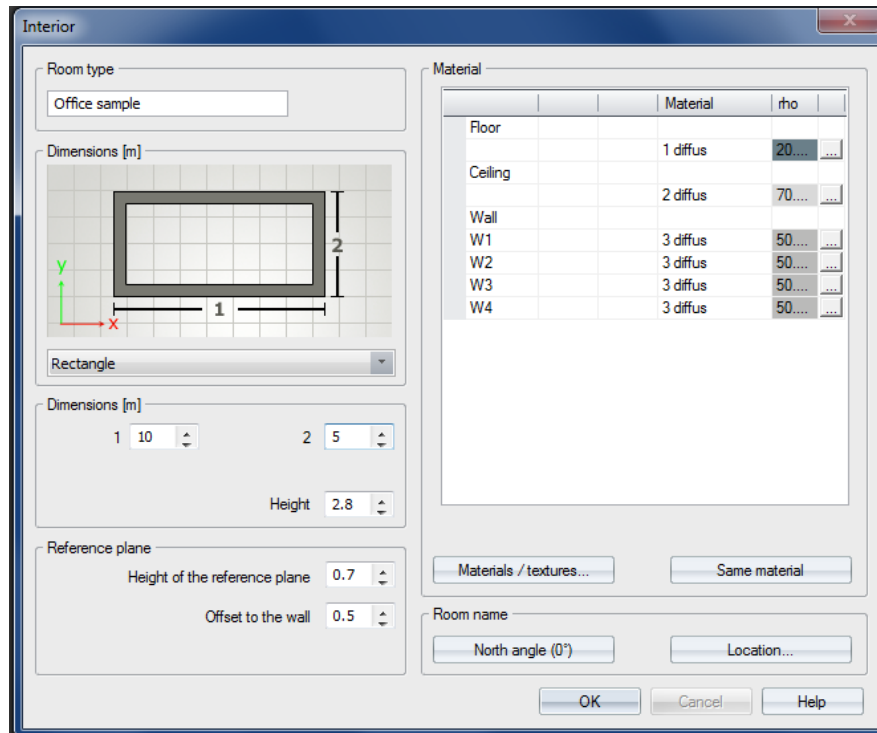 Interior
X
Room type
Office sample
Dimensions [m]
2
y
1
x
Rectangle
Dimensions [m]
1 10 2 5
Height 2.8
Reference plane
Height of the reference plane 0.7
Offset to the wall 0.5
Material
Material rho
Floor
1 diffus 20.... ...
Ceiling
2 diffus 70.... ...
Wall
W1 3 diffus 50.... ...
W2 3 diffus 50.... ...
W3 3 diffus 50.... ...
W4 3 diffus 50.... ...
Materials / textures... Same material
Room name
North angle (0°) Location...
OK Cancel Help